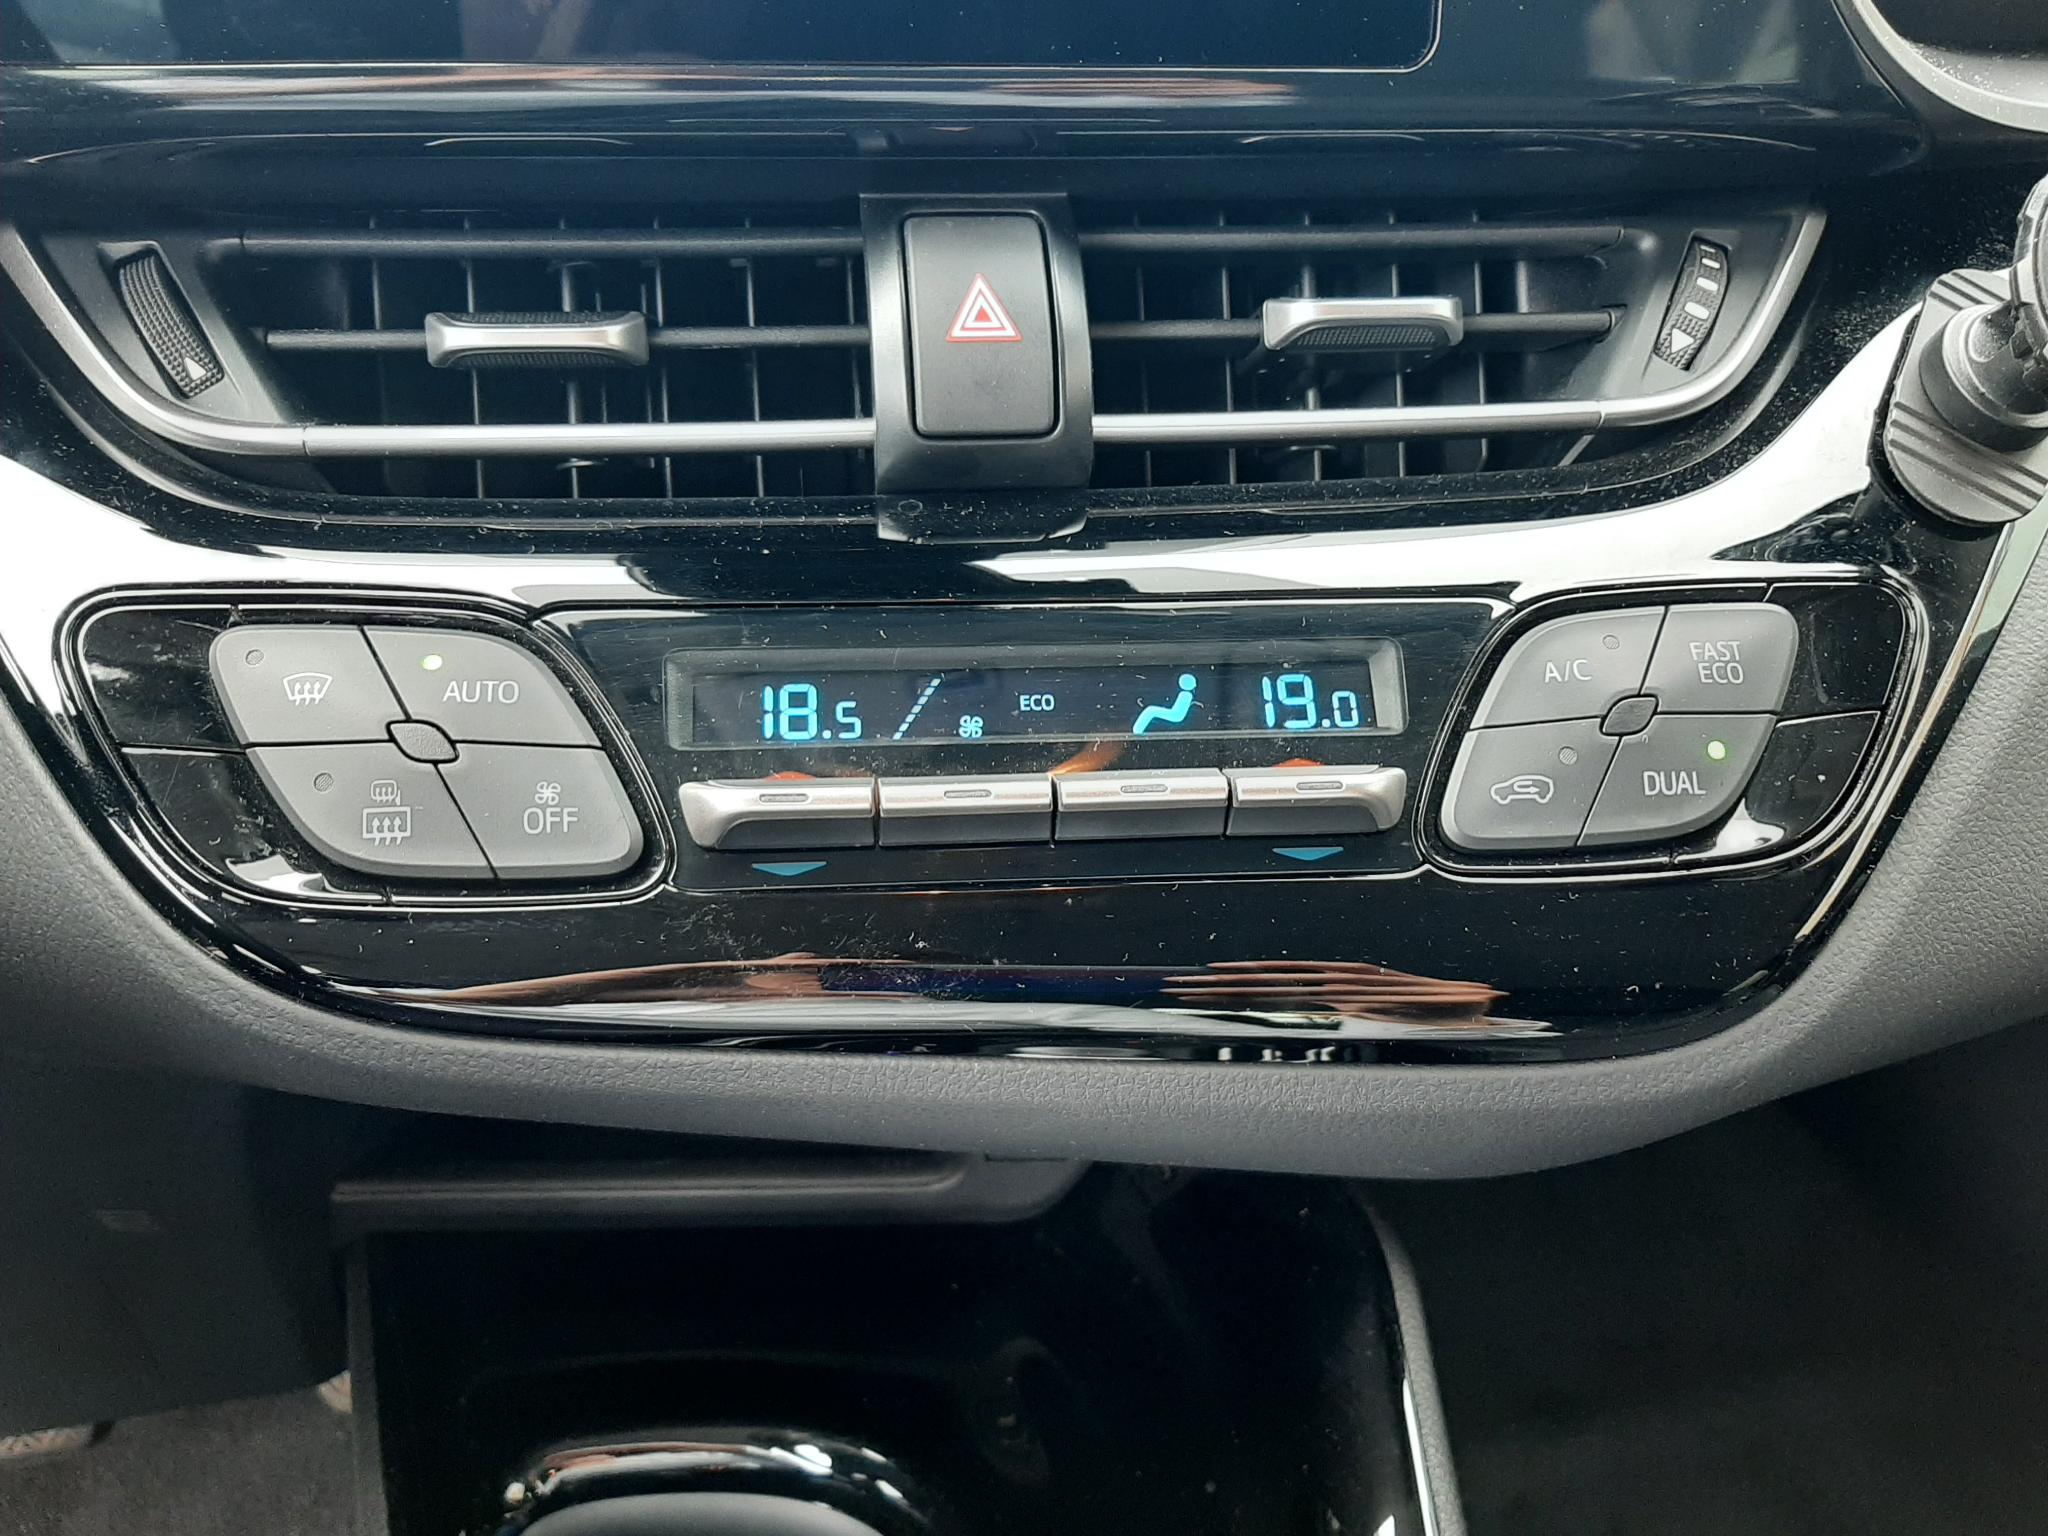 AUTO
OFF
18.5
ECO
19.0
A/C
FAST
ECO
DUAL